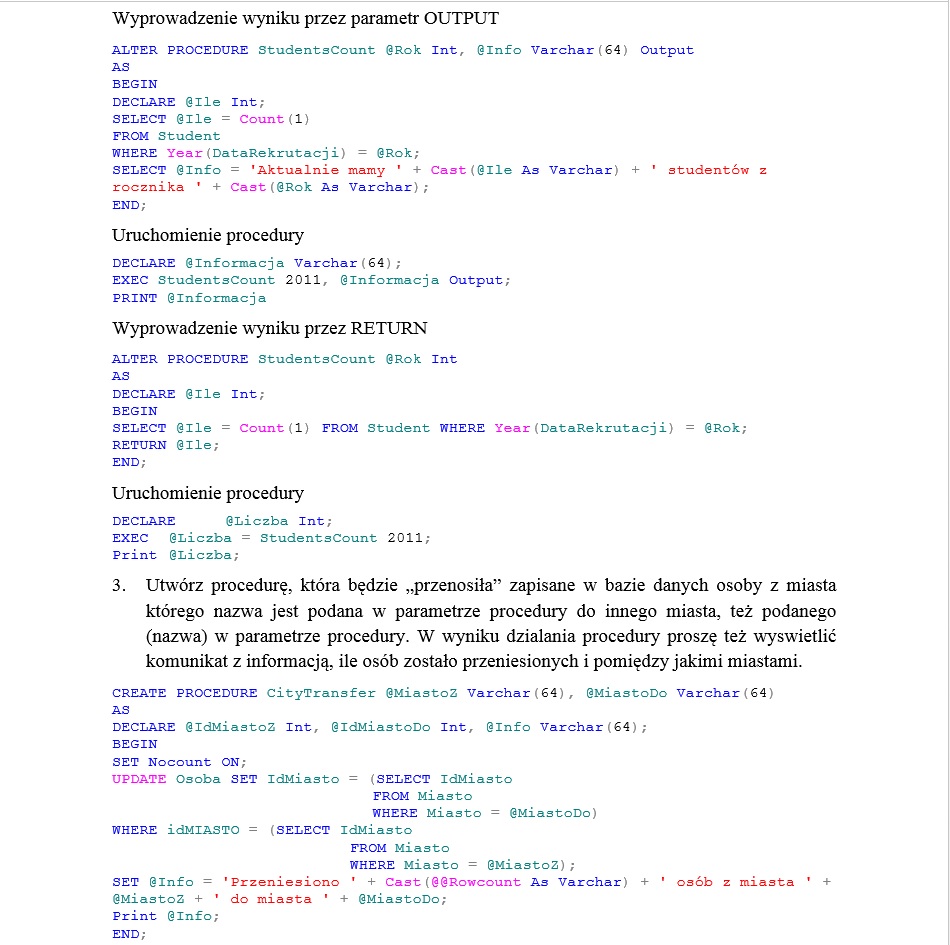 Wyprowadzenie wyniku przez parametr OUTPUT
ALTER PROCEDURE StudentsCount @Rok Int, @Info Varchar(64) Output
AS
BEGIN
DECLARE @Ile Int;
SELECT @Ile = Count(1)
FROM Student
WHERE Year(DataRekrutacji) = @Rok;
SELECT @Info = 'Aktualnie mamy ' + Cast(@Ile As Varchar) + ' studentów z
rocznika ' + Cast(@Rok As Varchar);
END;
Uruchomienie procedury
DECLARE @Informacja Varchar(64);
EXEC StudentsCount 2011, @Informacja Output;
PRINT @Informacja
Wyprowadzenie wyniku przez RETURN
ALTER PROCEDURE StudentsCount @Rok Int
AS
DECLARE @Ile Int;
BEGIN
SELECT @Ile = Count(1) FROM Student WHERE Year(DataRekrutacji) = @Rok;
RETURN @Ile;
END;
Uruchomienie procedury
DECLARE @Liczba Int;
EXEC @Liczba = StudentsCount 2011;
Print @Liczba;
3. Utwórz procedurę, która będzie „przenosiła” zapisane w bazie danych osoby z miasta
którego nazwa jest podana w parametrze procedury do innego miasta, też podanego
(nazwa) w parametrze procedury. W wyniku dzialania procedury proszę też wyswietlić
komunikat z informacją, ile osób zostało przeniesionych i pomiędzy jakimi miastami.
CREATE PROCEDURE CityTransfer @MiastoZ Varchar(64), @MiastoDo Varchar(64)
AS
DECLARE @IdMiastoZ Int, @IdMiastoDo Int, @Info Varchar(64);
BEGIN
SET Nocount ON;
UPDATE Osoba SET IdMiasto = (SELECT IdMiasto
FROM Miasto
WHERE Miasto = @MiastoDo)
WHERE idMIASTO = (SELECT IdMiasto
FROM Miasto
WHERE Miasto = @MiastoZ);
SET @Info = 'Przeniesiono ' + Cast(@@Rowcount As Varchar) + ' osób z miasta ' +
@MiastoZ + ' do miasta ' + @MiastoDo;
Print @Info;
END;